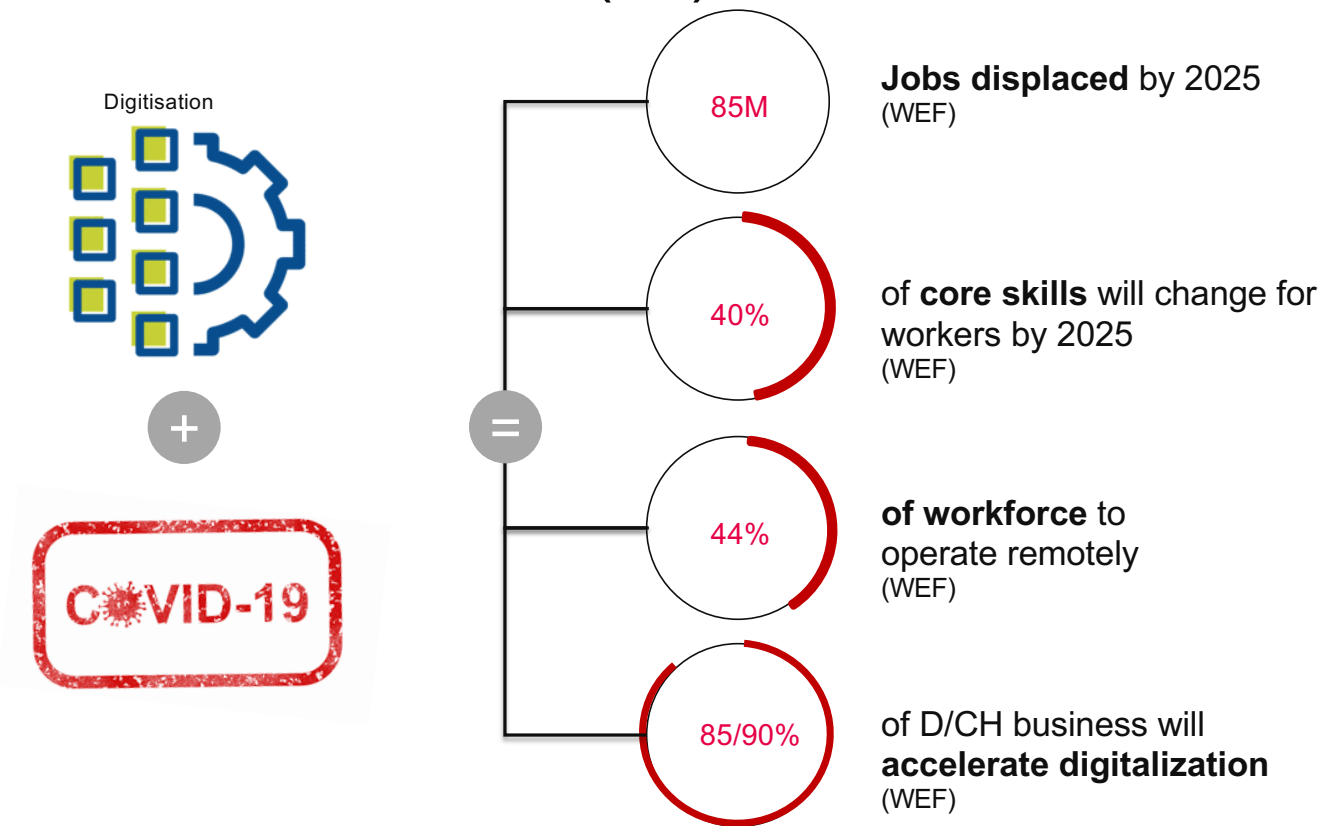 Digitisation
+
COVID-19
=
85M
Jobs displaced by 2025
(WEF)
40%
of core skills will change for
workers by 2025
(WEF)
44%
of workforce to
operate remotely
(WEF)
85/90%
of D/CH business will
accelerate digitalization
(WEF)